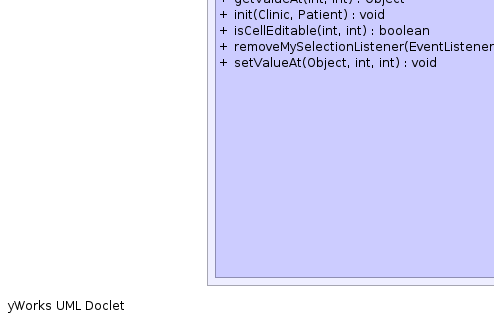 + getValueAt(int, int) : Object
+ init(Clinic, Patient) : void
+ isCellEditable(int, int) : boolean
+ removeMySelectionListener(EventListener
+ setValueAt(Object, int, int) : void
yWorks UML Doclet